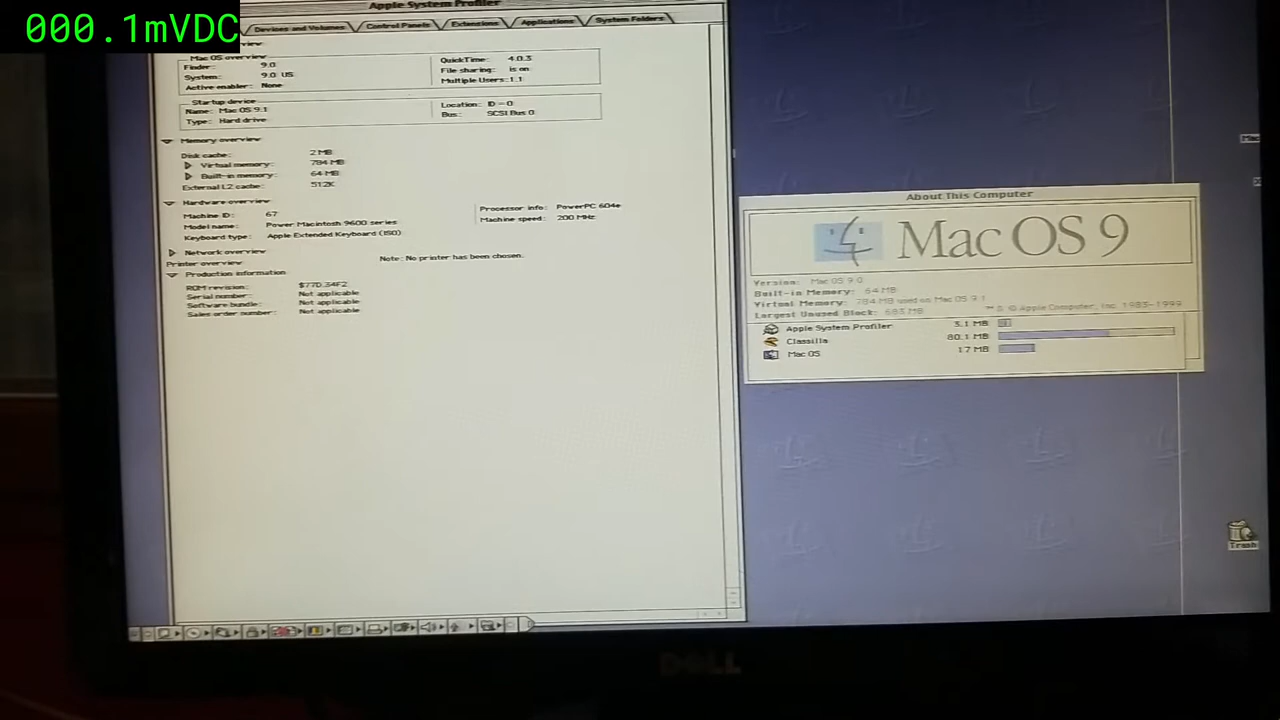 000.1mVDC
Apple System Profiler
Devices and Volumes Control Panels Extensions Applications System Folders
Mac OS overview
Finder: 9.0
System: 9.0 US
Active enabler: None
QuickTime: 4.0.3
File sharing: is on
Multiple Users: 1.1
Startup device
Name: Mac OS 9.1
Type: Hard drive
Location: ID = 0
Bus: SCSI Bus 0
Memory overview
Disk cache: 2 MB
Virtual memory: 784 MB
Built-in memory: 64 MB
External L2 cache: 512K
Hardware overview
Machine ID: 67
Model name: Power Macintosh 9600 series
Keyboard type: Apple Extended Keyboard (ISO)
Processor info: PowerPC 604e
Machine speed: 200 MHz
Network overview
Printer overview
Note: No printer has been chosen.
Production information
ROM revision: $77D.34F2
Serial number: Not applicable
Software bundle: Not applicable
Sales order number: Not applicable
About This Computer
Mac OS 9
Version: Mac OS 9.0
Built-in Memory: 64 MB
Virtual Memory: 784 MB used on Mac OS 9.1
Largest Unused Block: 683 MB
™ & © Apple Computer, Inc. 1983-1999
Apple System Profiler 3.1 MB
Classilla 80.1 MB
Mac OS 17 MB
Trash
DELL